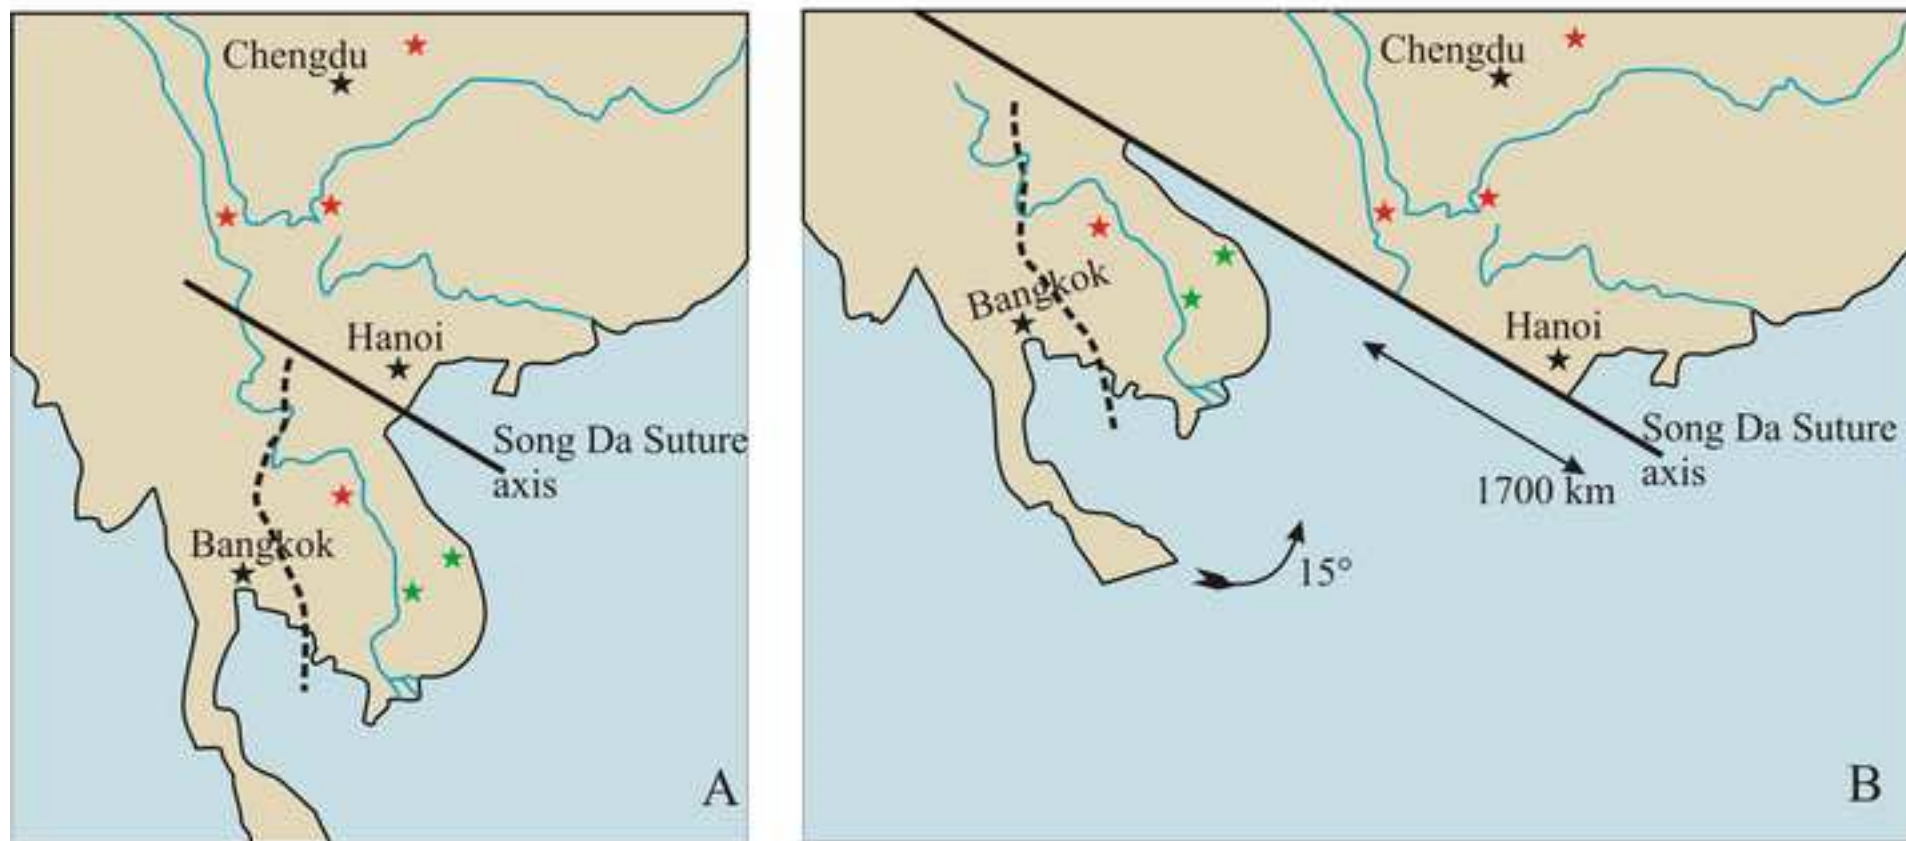 Chengdu
Hanoi
Song Da Suture
axis
Bangkok
A
Chengdu
Bangkok
Hanoi
Song Da Suture
axis
1700 km
15°
B